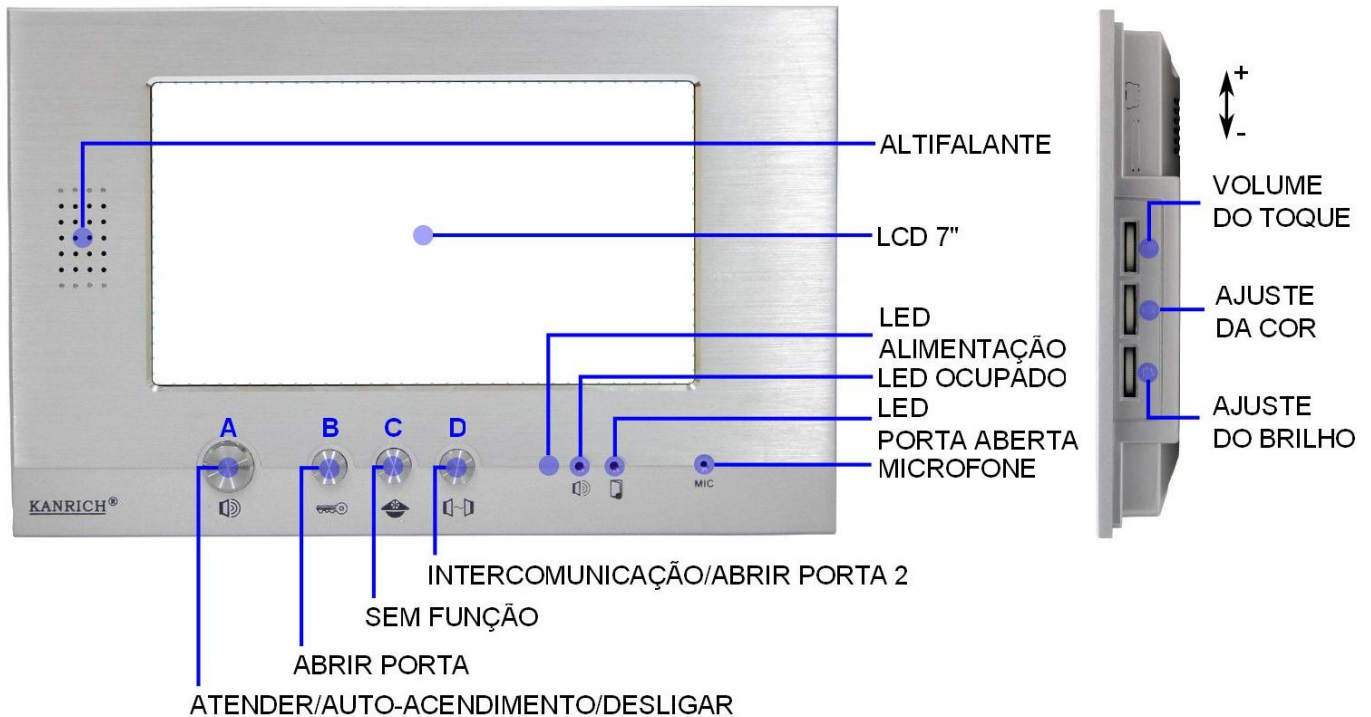 ALTIFALANTE
LCD 7"
LED
ALIMENTAÇÃO
LED OCUPADO
LED
PORTA ABERTA
MICROFONE
A
B
C
D
MIC
KANRICH®
INTERCOMUNICAÇÃO/ABRIR PORTA 2
SEM FUNÇÃO
ABRIR PORTA
ATENDER/AUTO-ACENDIMENTO/DESLIGAR
+
-
VOLUME
DO TOQUE
AJUSTE
DA COR
AJUSTE
DO BRILHO